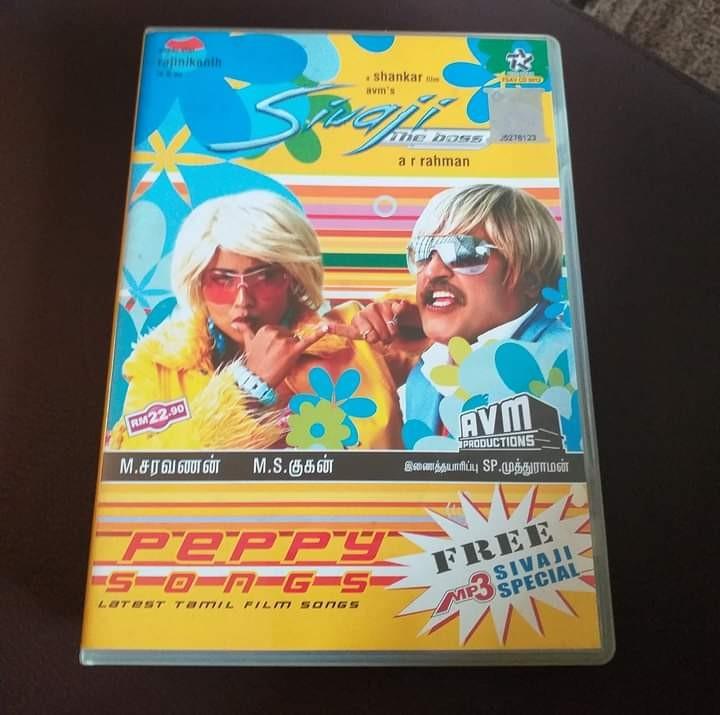 rajinikanth
a shankar film
avm's
Sivaji
The boss
a r rahman
J5276123
RM22.90
AVM
PRODUCTIONS
M.சரவணன் M.S.குகன் இணைத்தயாரிப்பு SP.முத்துராமன்
PEPPY
SONGS
LATEST TAMIL FILM SONGS
FREE
MP3 SIVAJI
SPECIAL